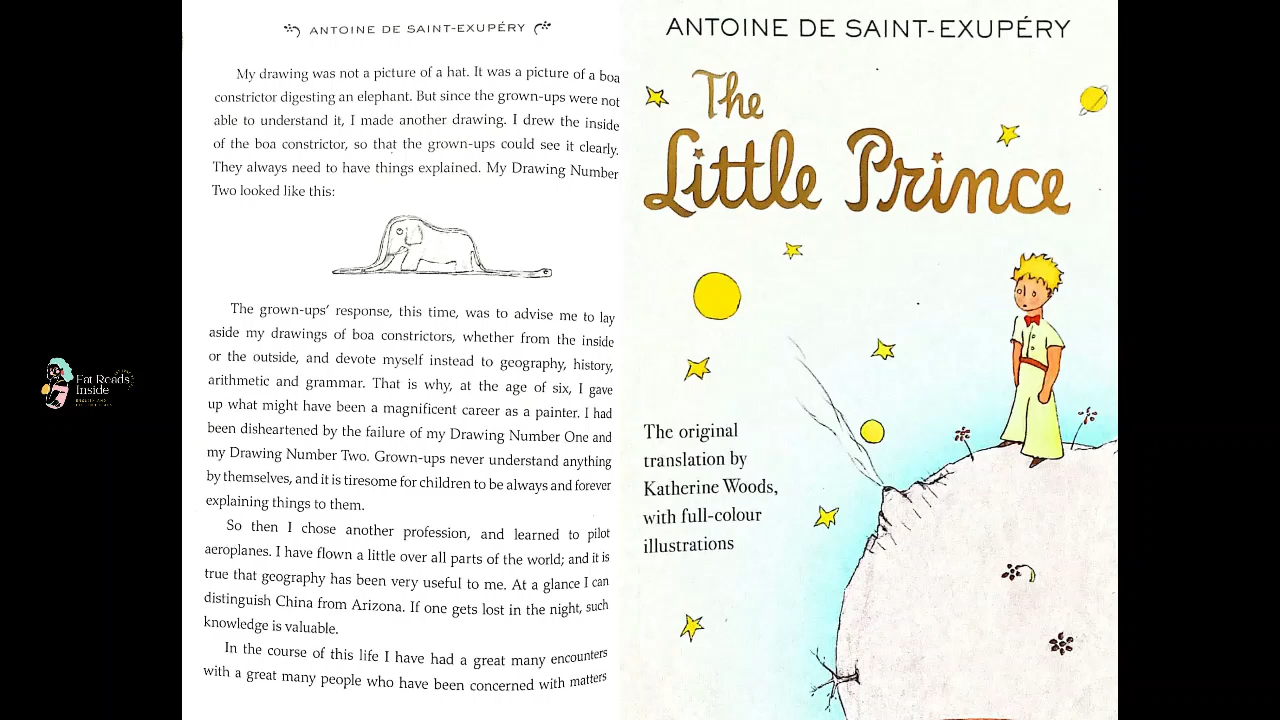 ANTOINE DE SAINT-EXUPÉRY
My drawing was not a picture of a hat. It was a picture of a boa
constrictor digesting an elephant. But since the grown-ups were not
able to understand it, I made another drawing. I drew the inside
of the boa constrictor, so that the grown-ups could see it clearly.
They always need to have things explained. My Drawing Number
Two looked like this:
The grown-ups' response, this time, was to advise me to lay
aside my drawings of boa constrictors, whether from the inside
or the outside, and devote myself instead to geography, history,
arithmetic and grammar. That is why, at the age of six, I gave
up what might have been a magnificent career as a painter. I had
been disheartened by the failure of my Drawing Number One and
my Drawing Number Two. Grown-ups never understand anything
by themselves, and it is tiresome for children to be always and forever
explaining things to them.
So then I chose another profession, and learned to pilot
aeroplanes. I have flown a little over all parts of the world; and it is
true that geography has been very useful to me. At a glance I can
distinguish China from Arizona. If one gets lost in the night, such
knowledge is valuable.
In the course of this life I have had a great many encounters
with a great many people who have been concerned with matters
ANTOINE DE SAINT-EXUPÉRY
The
Little Prince
The original
translation by
Katherine Woods,
with full-colour
illustrations
Fat Reads
Inside